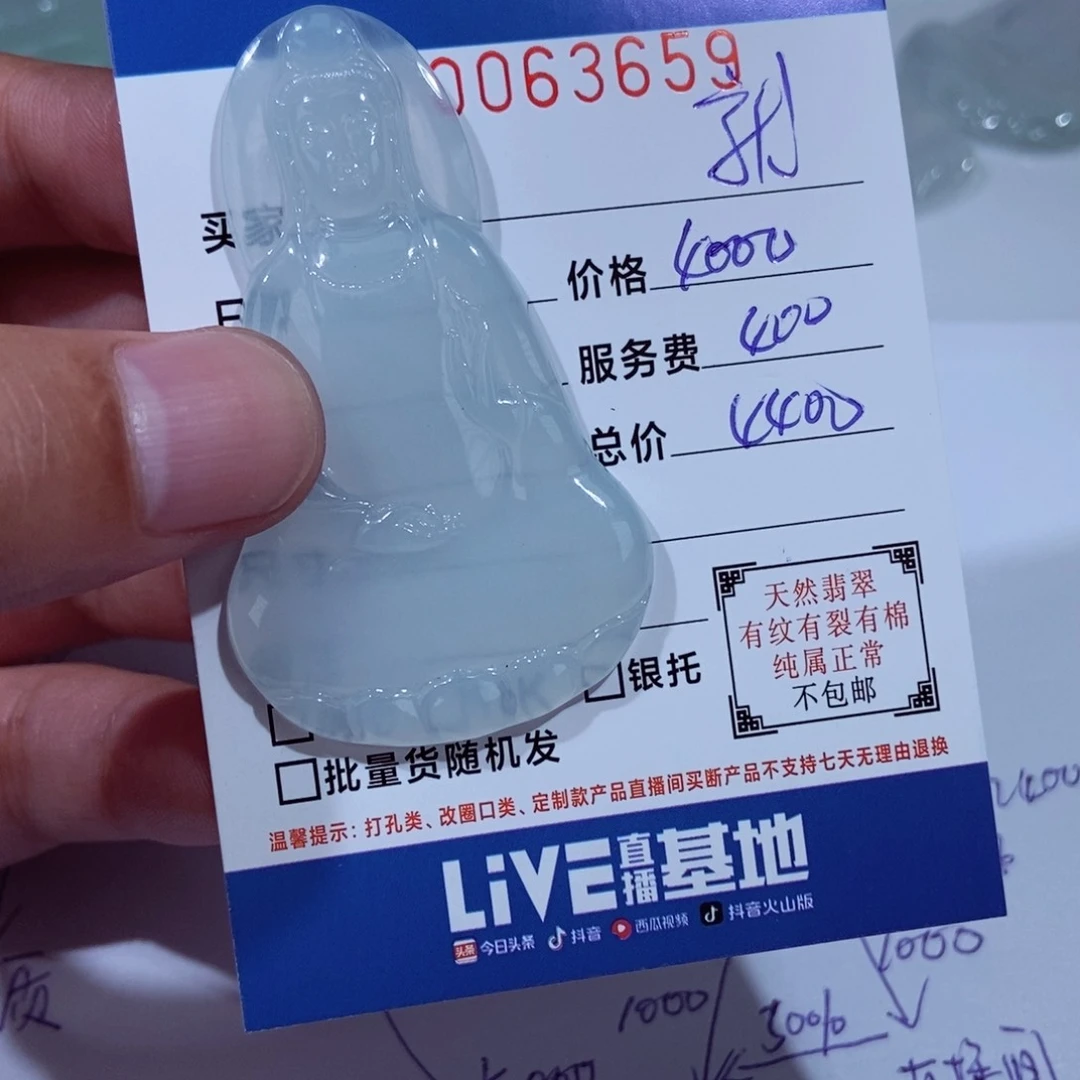 0063659
买家
价格 4000
服务费 400
总价 4400
天然翡翠
有纹有裂有棉
纯属正常
不包邮
银托
批量货随机发
温馨提示：打孔类、改圈口类、定制款产品直播间买断产品不支持七天无理由退换
LiVE直播基地
头条 今日头条 抖音 西瓜视频 抖音火山版
1000
1000
30%
质